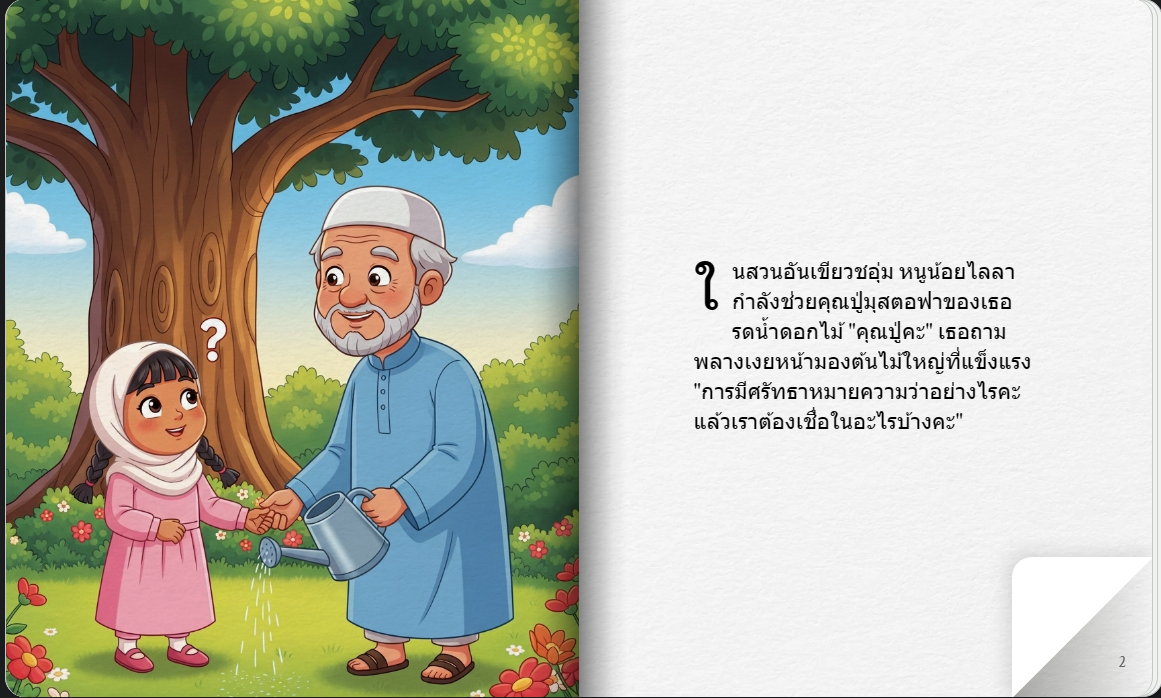 ?
ในสวนอันเขียวชอุ่ม หนูน้อยไลลา
กำลังช่วยคุณปู่มุสตอฟาของเธอ
รดน้ำดอกไม้ "คุณปู่คะ" เธอถาม
พลางเงยหน้ามองต้นไม้ใหญ่ที่แข็งแรง
"การมีศรัทธาหมายความว่าอย่างไรคะ
แล้วเราต้องเชื่อในอะไรบ้างคะ"
2